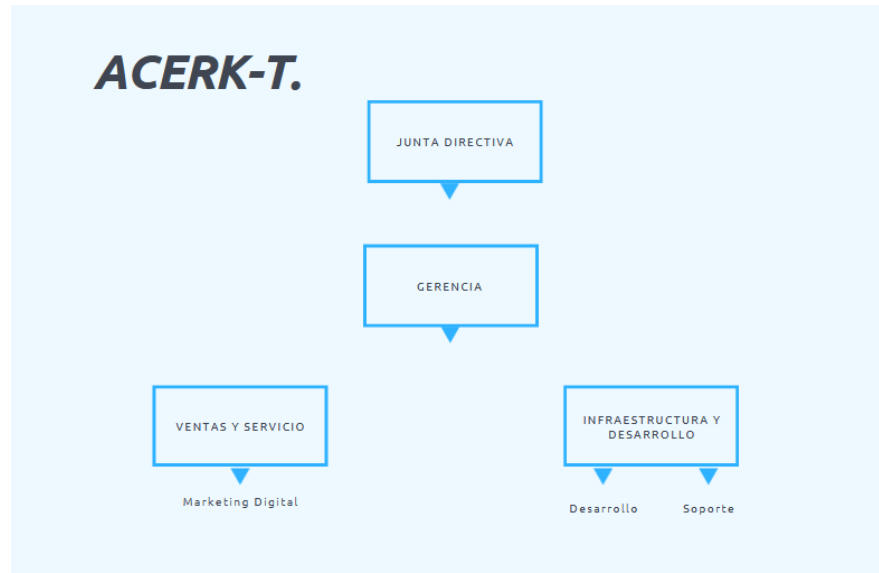 ACERK-T.
JUNTA DIRECTIVA
GERENCIA
VENTAS Y SERVICIO
INFRAESTRUCTURA Y
DESARROLLO
Marketing Digital
Desarrollo
Soporte